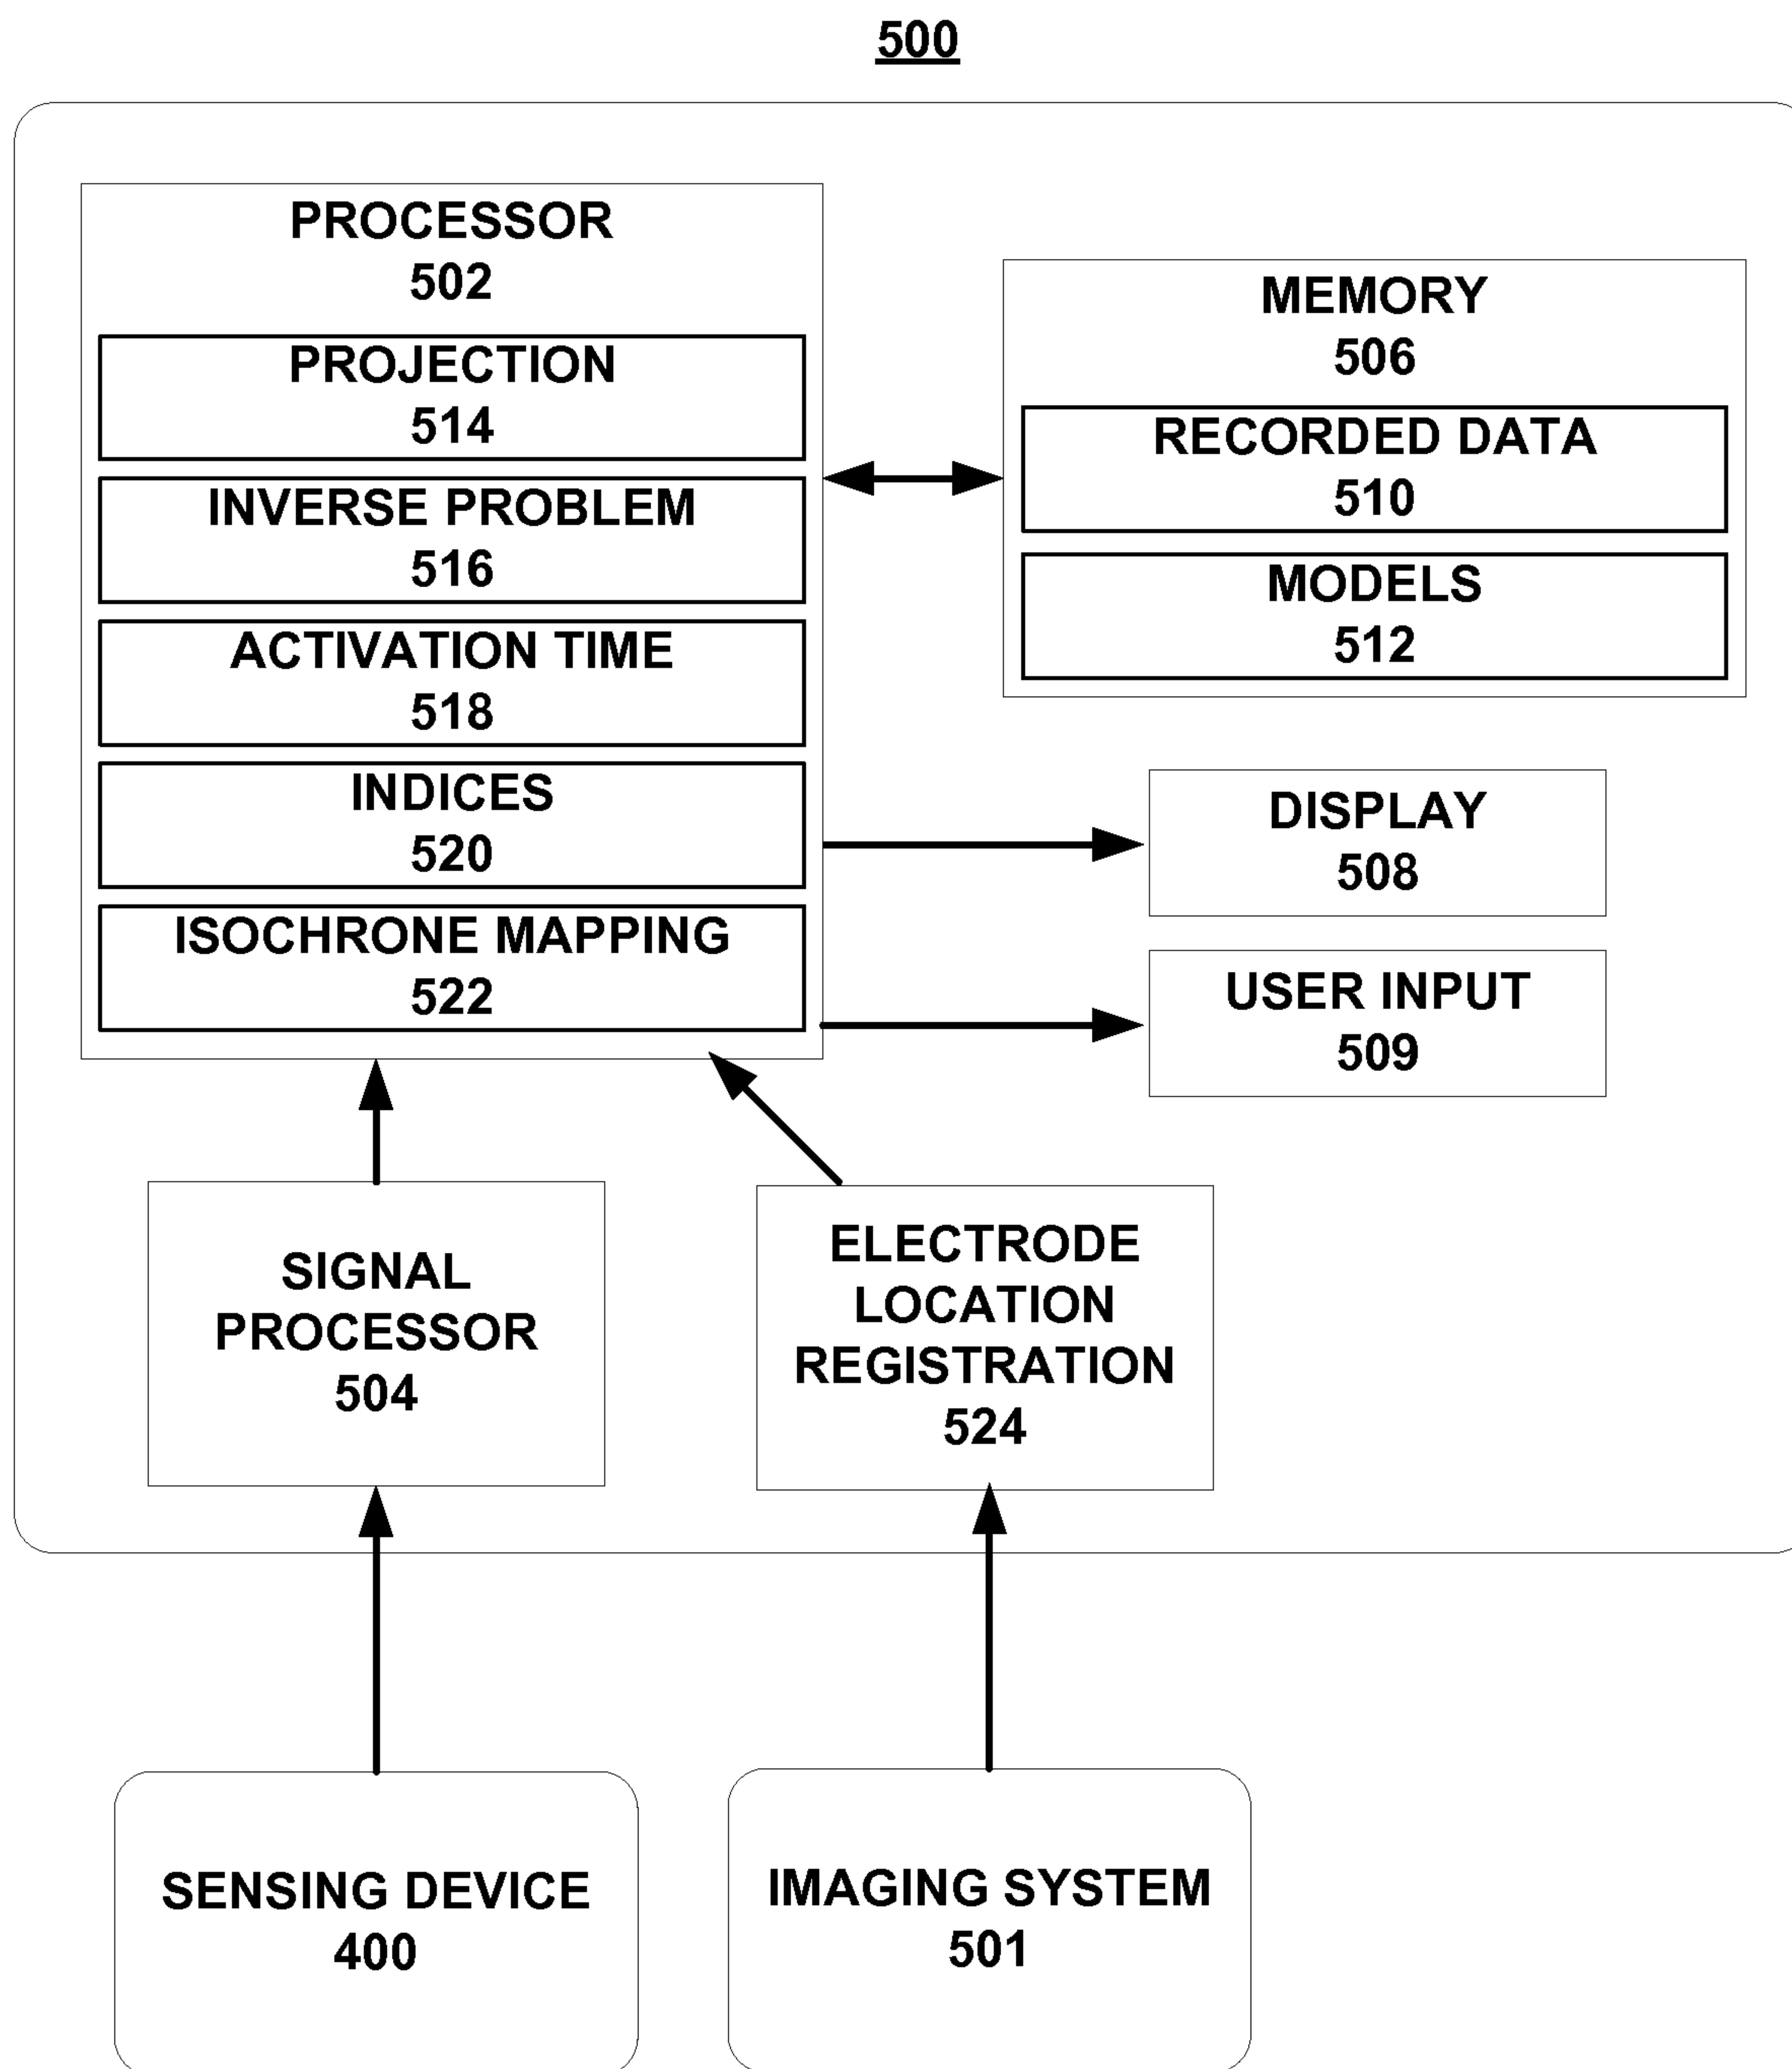 500
PROCESSOR
502
PROJECTION
514
INVERSE PROBLEM
516
ACTIVATION TIME
518
INDICES
520
ISOCHRONE MAPPING
522
MEMORY
506
RECORDED DATA
510
MODELS
512
DISPLAY
508
USER INPUT
509
SIGNAL
PROCESSOR
504
ELECTRODE
LOCATION
REGISTRATION
524
SENSING DEVICE
400
IMAGING SYSTEM
501